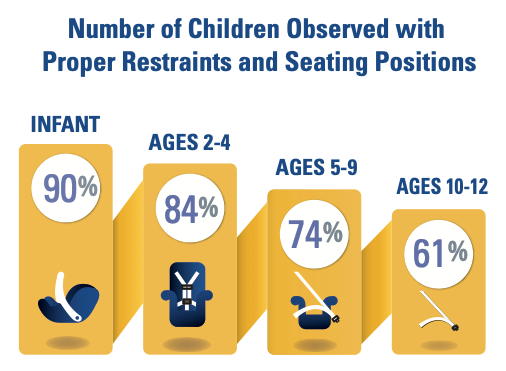 Number of Children Observed with
Proper Restraints and Seating Positions
INFANT
90%
AGES 2-4
84%
AGES 5-9
74%
AGES 10-12
61%